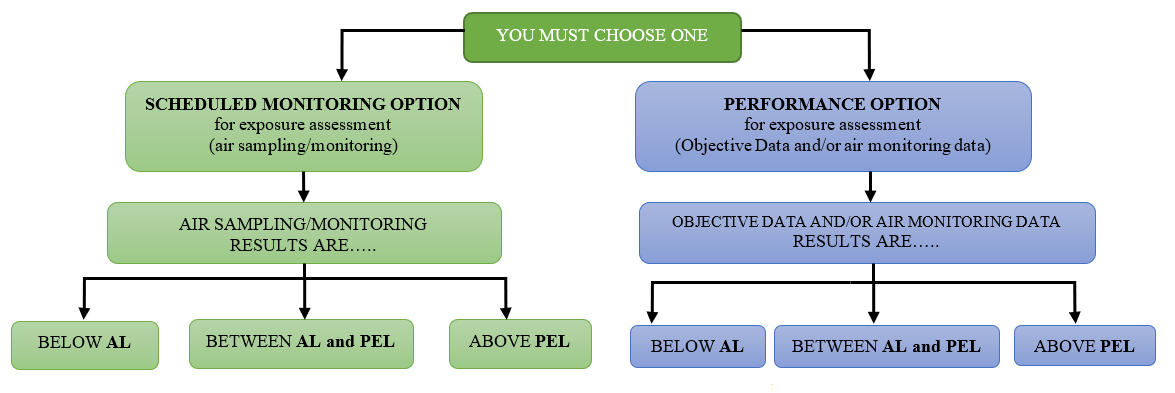 YOU MUST CHOOSE ONE
SCHEDULED MONITORING OPTION
for exposure assessment
(air sampling/monitoring)
PERFORMANCE OPTION
for exposure assessment
(Objective Data and/or air monitoring data)
AIR SAMPLING/MONITORING
RESULTS ARE…..
OBJECTIVE DATA AND/OR AIR MONITORING DATA
RESULTS ARE…..
BELOW AL
BETWEEN AL and PEL
ABOVE PEL
BELOW AL
BETWEEN AL and PEL
ABOVE PEL